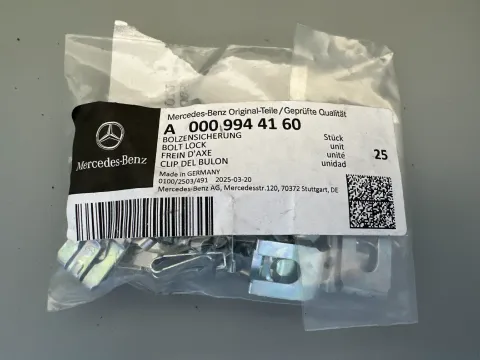 Mercedes-Benz Original-Teile/Geprüfte Qualität
A 000 994 41 60
BOLZENSICHERUNG Stück
BOLT LOCK unit
FREIN D'AXE unité 25
CLIP DEL BULON unidad
Made in GERMANY
0100/2503/491 2025-03-20
Mercedes-Benz AG, Mercedesstr.120, 70372 Stuttgart, DE
Mercedes-Benz